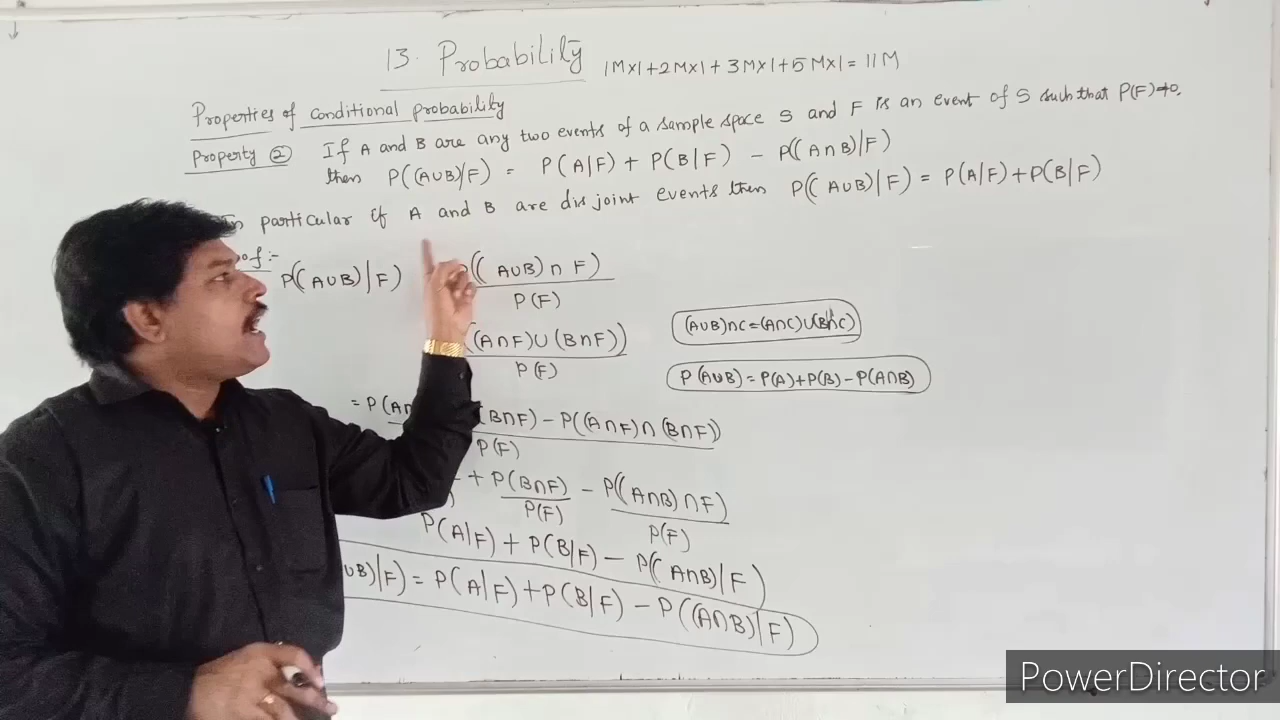 13. Probability 1M×1+2M×1+3M×1+5M×1=11M
Properties of conditional probability
Property ② If A and B are any two events of a sample space S and F is an event of S such that P(F)≠0.
then P((A∪B)|F) = P(A|F) + P(B|F) - P((A∩B)|F)
particular if A and B are disjoint events then P((A∪B)|F) = P(A|F)+P(B|F)
P((A∪B)|F) ((A∪B)∩F)
P(F)
((A∩F)∪(B∩F))
P(F)
(A∪B)∩C=(A∩C)∪(B∩C)
P(A∪B)=P(A)+P(B)-P(A∩B)
=P(A∩ (B∩F)-P((A∩F)∩(B∩F))
P(F)
+ P(B∩F) - P((A∩B)∩F)
P(F) P(F)
P(A|F)+P(B|F)-P((A∩B)|F)
∪B)|F)=P(A|F)+P(B|F)-P((A∩B)|F)
PowerDirector